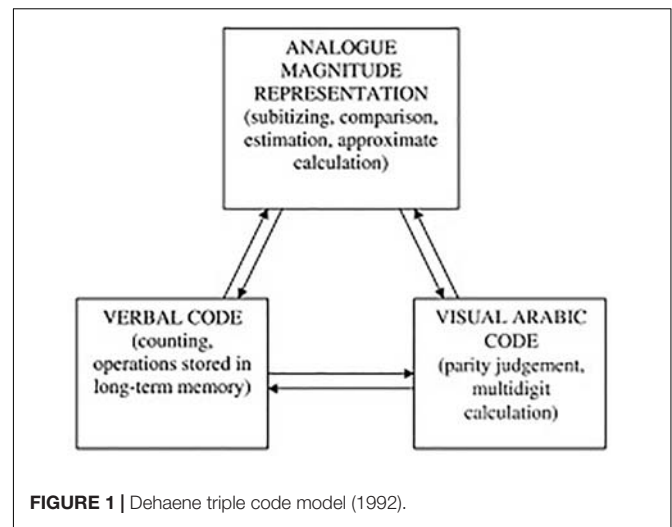 ANALOGUE
MAGNITUDE
REPRESENTATION
(subitizing, comparison,
estimation, approximate
calculation)
VERBAL CODE
(counting,
operations stored in
long-term memory)
VISUAL ARABIC
CODE
(parity judgement,
multidigit
calculation)
FIGURE 1 | Dehaene triple code model (1992).